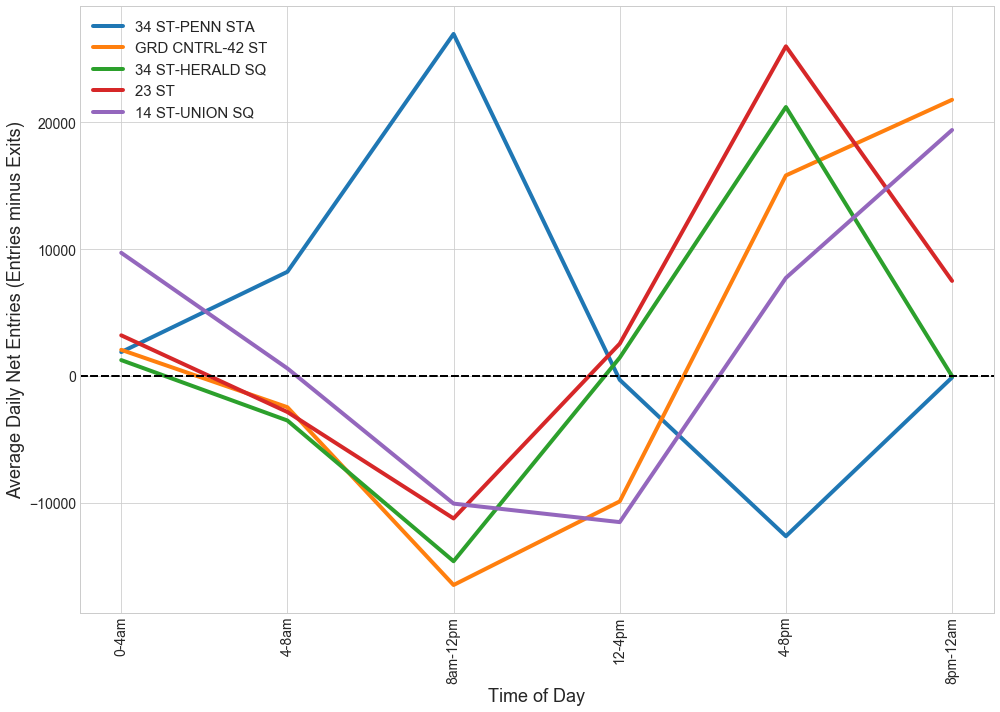 34 ST-PENN STA
GRD CNTRL-42 ST
34 ST-HERALD SQ
23 ST
14 ST-UNION SQ
Average Daily Net Entries (Entries minus Exits)
20000
10000
0
−10000
0-4am
4-8am
8am-12pm
12-4pm
4-8pm
8pm-12am
Time of Day